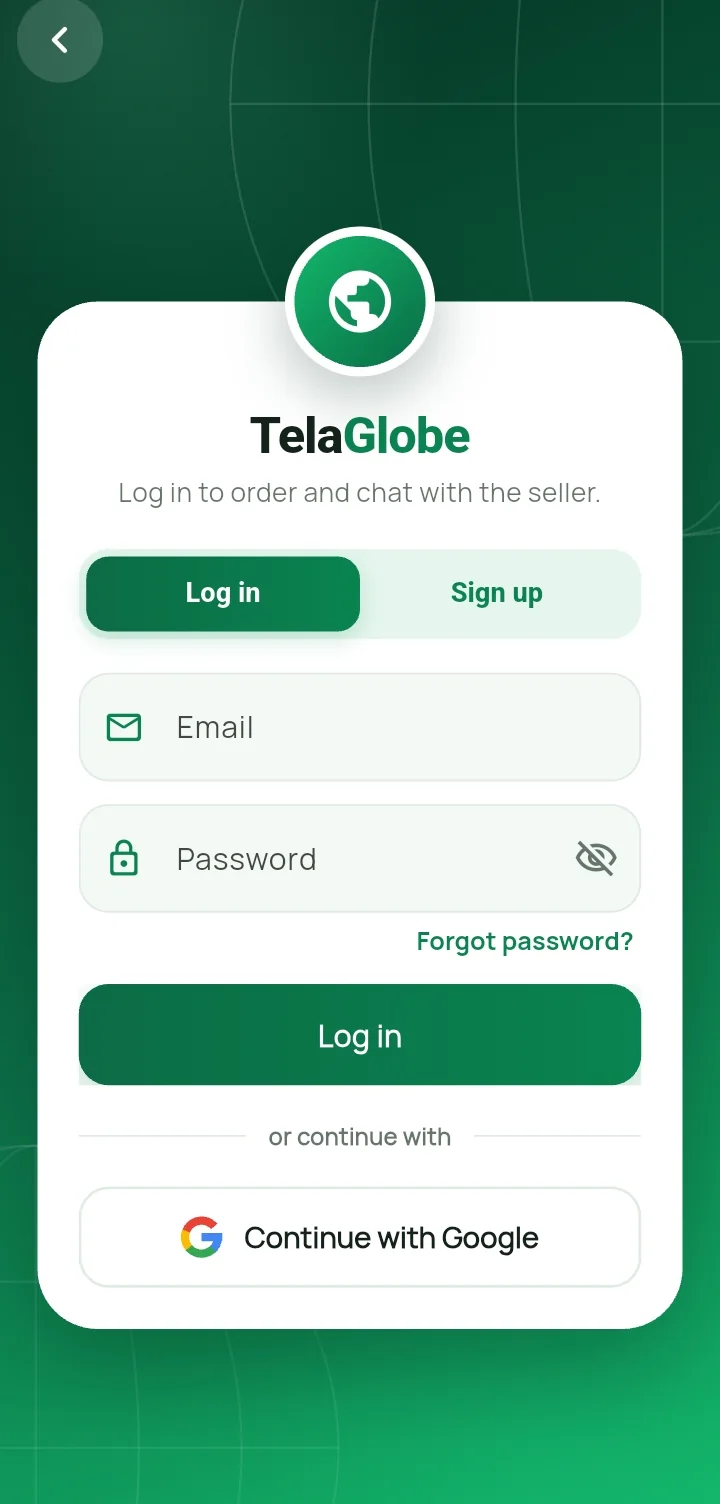 TelaGlobe
Log in to order and chat with the seller.
Log in
Sign up
Email
Password
Forgot password?
Log in
or continue with
Continue with Google